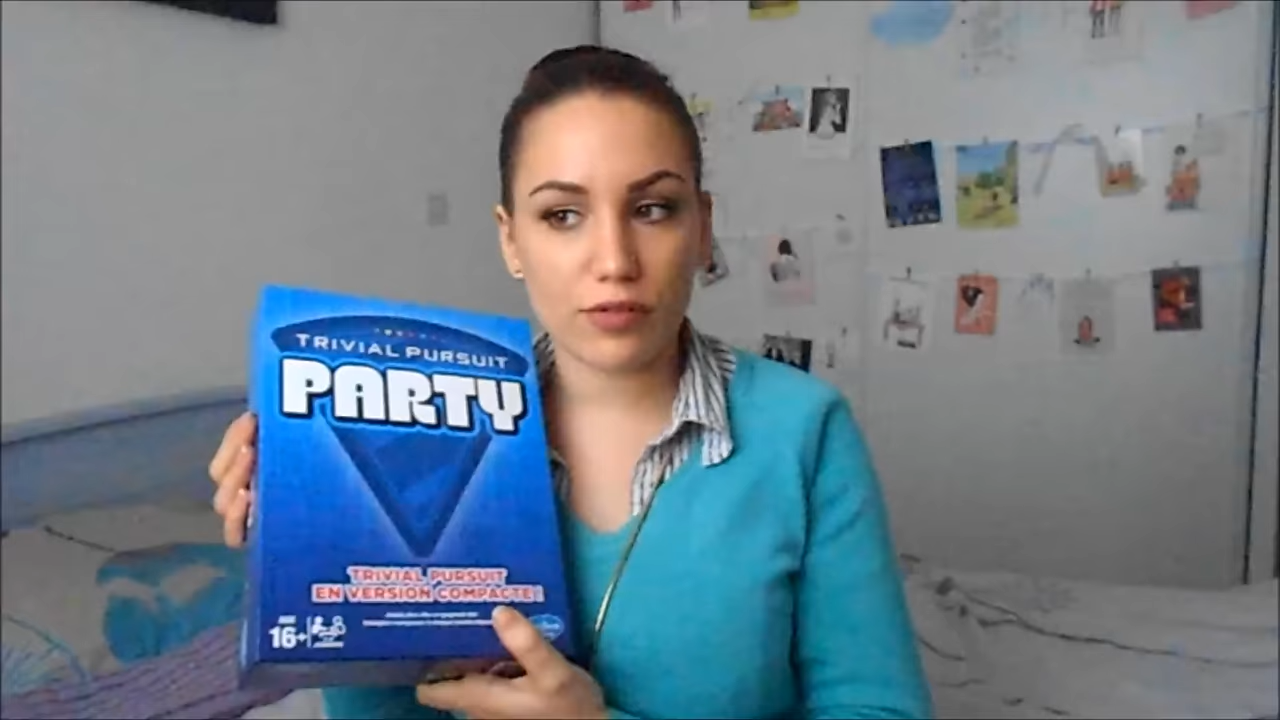 TRIVIAL PURSUIT
PARTY
TRIVIAL PURSUIT
EN VERSION COMPACTE !
16+